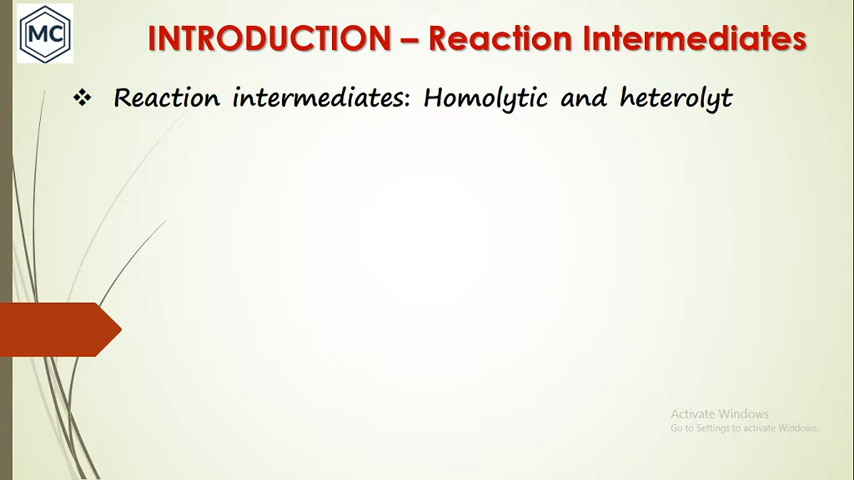 MC
INTRODUCTION – Reaction Intermediates
❖ Reaction intermediates: Homolytic and heterolyt
Activate Windows
Go to Settings to activate Windows.